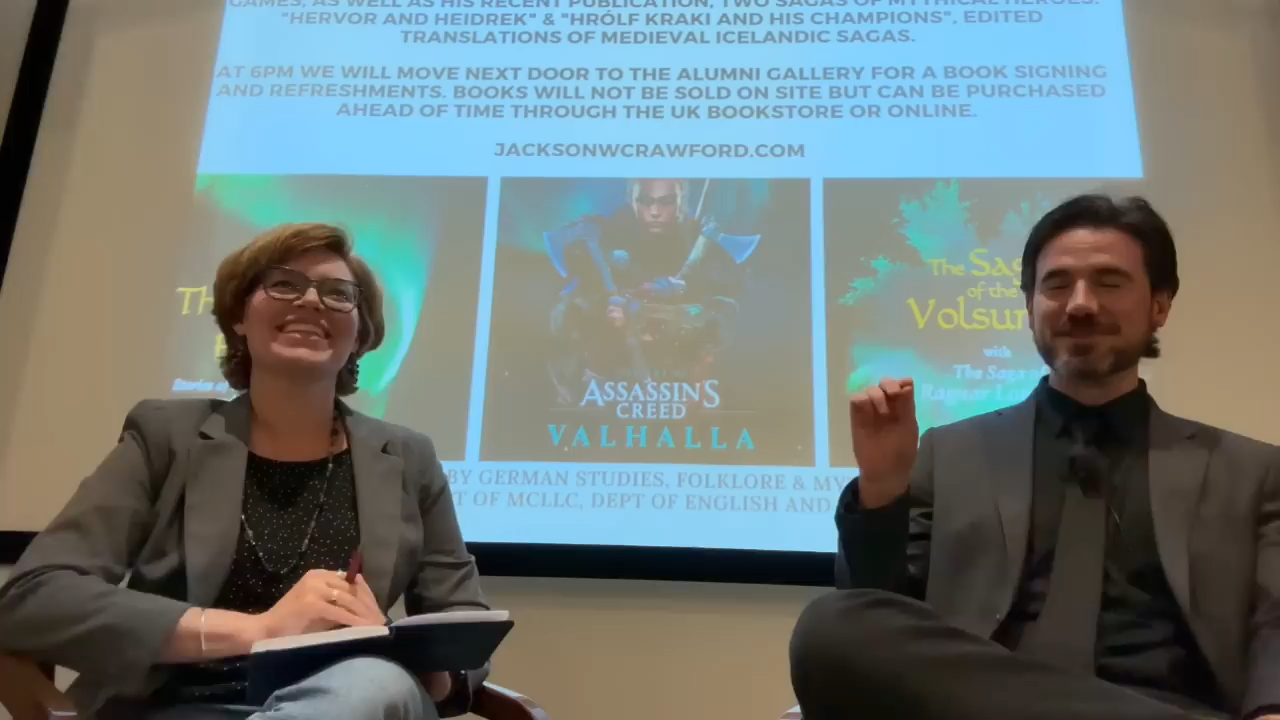 GAMES, AS WELL AS HIS RECENT PUBLICATION, TWO SAGAS OF MYTHICAL HEROES:
"HERVOR AND HEIDREK" & "HRÓLF KRAKI AND HIS CHAMPIONS", EDITED
TRANSLATIONS OF MEDIEVAL ICELANDIC SAGAS.
AT 6PM WE WILL MOVE NEXT DOOR TO THE ALUMNI GALLERY FOR A BOOK SIGNING
AND REFRESHMENTS. BOOKS WILL NOT BE SOLD ON SITE BUT CAN BE PURCHASED
AHEAD OF TIME THROUGH THE UK BOOKSTORE OR ONLINE.
JACKSONWCRAWFORD.COM
Th
Stories
ASSASSIN'S
CREED
VALHALLA
The Sag
of the
Volsun
with
The Saga
Ragnar Lo
BY GERMAN STUDIES, FOLKLORE & MY
T OF MCLLC, DEPT OF ENGLISH AND